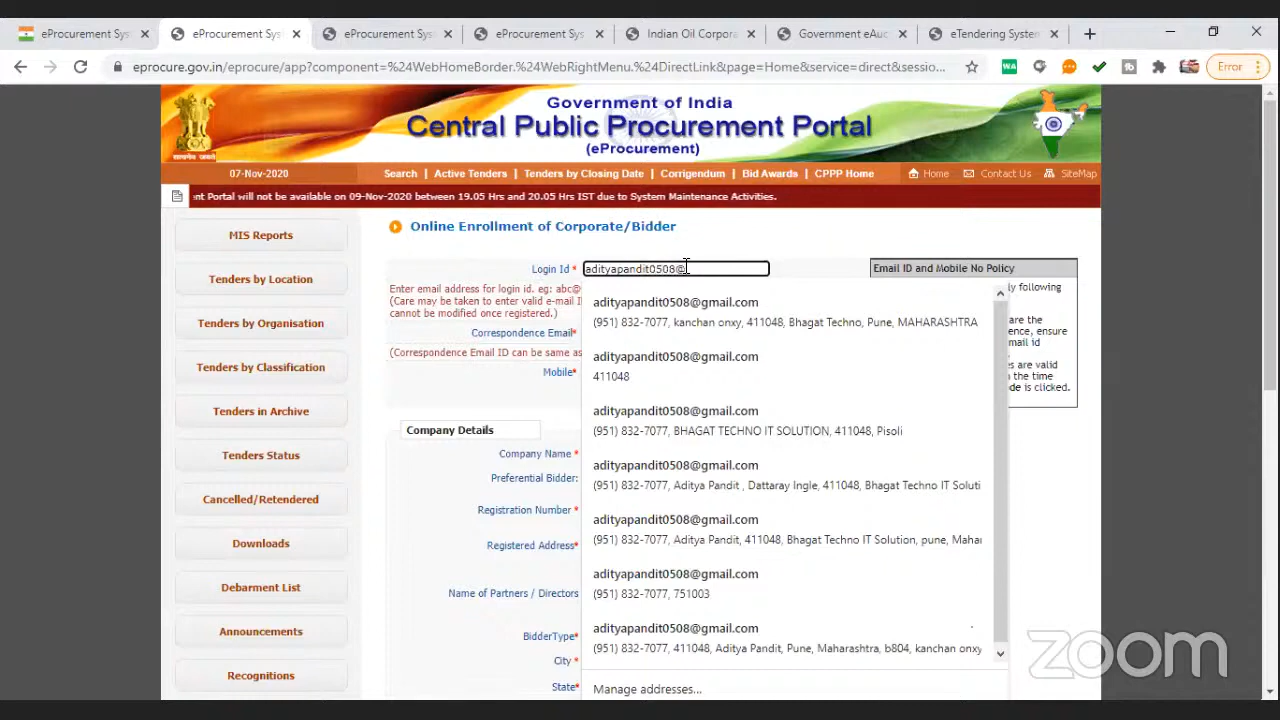 eProcurement Sys
eProcurement Sys
eProcurement Sys
eProcurement Sys
Indian Oil Corpora
Government eAuc
eTendering System
eprocure.gov.in/eprocure/app?component=%24WebHomeBorder.%24WebRightMenu.%24DirectLink&page=Home&service=direct&sessio...
WA
Error
Government of India
Central Public Procurement Portal
(eProcurement)
सत्यमेव जयते
07-Nov-2020
Search | Active Tenders | Tenders by Closing Date | Corrigendum | Bid Awards | CPPP Home
Home
Contact Us
SiteMap
nt Portal will not be available on 09-Nov-2020 between 19.05 Hrs and 20.05 Hrs IST due to System Maintenance Activities.
MIS Reports
Tenders by Location
Tenders by Organisation
Tenders by Classification
Tenders in Archive
Tenders Status
Cancelled/Retendered
Downloads
Debarment List
Announcements
Recognitions
Online Enrollment of Corporate/Bidder
Login Id *
adityapandit0508@
Enter email address for login id. eg: abc@
(Care may be taken to enter valid e-mail I
cannot be modified once registered.)
Correspondence Email*
(Correspondence Email ID can be same as
Mobile*
Company Details
Company Name *
Preferential Bidder:
Registration Number *
Registered Address*
Name of Partners / Directors
BidderType*
City *
State*
adityapandit0508@gmail.com
(951) 832-7077, kanchan onxy, 411048, Bhagat Techno, Pune, MAHARASHTRA
adityapandit0508@gmail.com
411048
adityapandit0508@gmail.com
(951) 832-7077, BHAGAT TECHNO IT SOLUTION, 411048, Pisoli
adityapandit0508@gmail.com
(951) 832-7077, Aditya Pandit , Dattaray Ingle, 411048, Bhagat Techno IT Soluti
adityapandit0508@gmail.com
(951) 832-7077, Aditya Pandit, 411048, Bhagat Techno IT Solution, pune, Mahar
adityapandit0508@gmail.com
(951) 832-7077, 751003
adityapandit0508@gmail.com
(951) 832-7077, 411048, Aditya Pandit, Pune, Maharashtra, b804, kanchan onxy
Manage addresses...
Email ID and Mobile No Policy
ly following
are the
ence, ensure
mail id
es are valid
n the time
de is clicked.
zoom